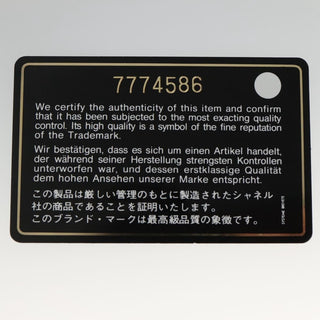 7774586
We certify the authenticity of this item and confirm
that it has been subjected to the most exacting quality
control. Its high quality is a symbol of the fine reputation
of the Trademark.
Wir bestätigen, dass es sich um einen Artikel handelt,
der während seiner Herstellung strengsten Kontrollen
unterworfen war, und dessen erstklassige Qualität
dem hohen Ansehen unserer Marke entspricht.
この製品は厳しい管理のもとに製造されたシャネル
社の商品であることを証明いたします。
このブランド・マークは最高級品質の象徴です。